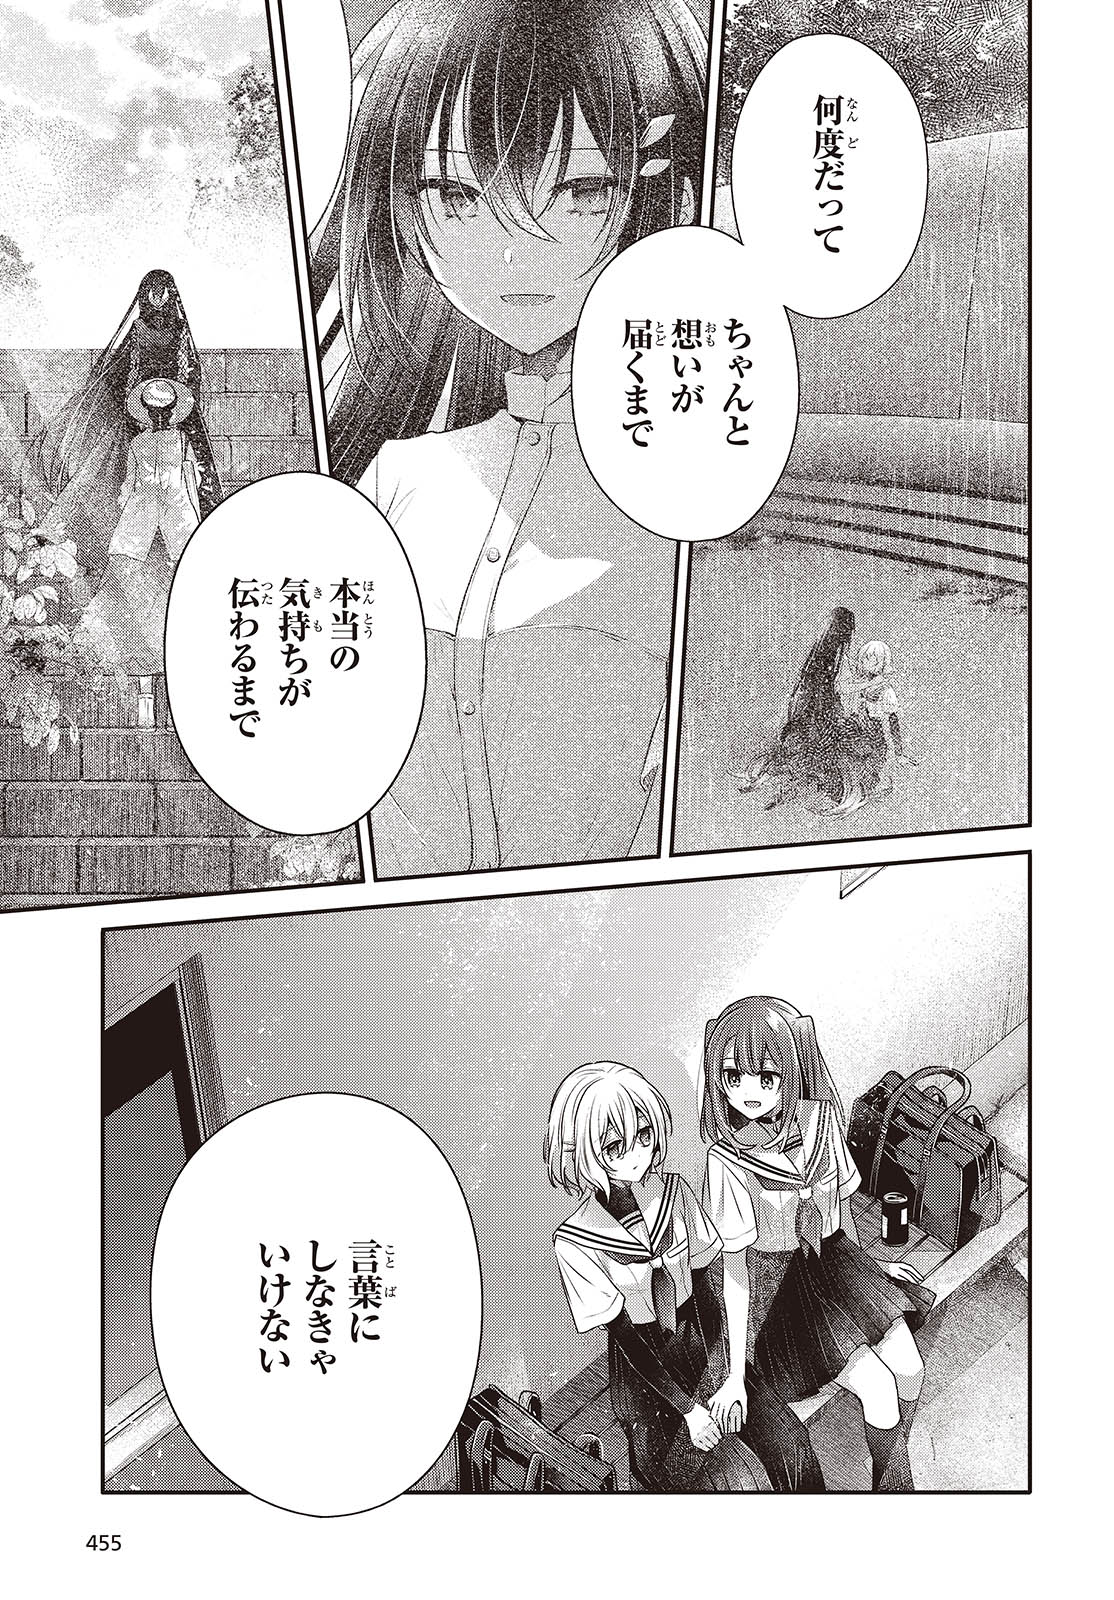 何度だって
ちゃんと
想いが
届くまで
本当の
気持ちが
伝わるまで
言葉に
しなきゃ
いけない
455